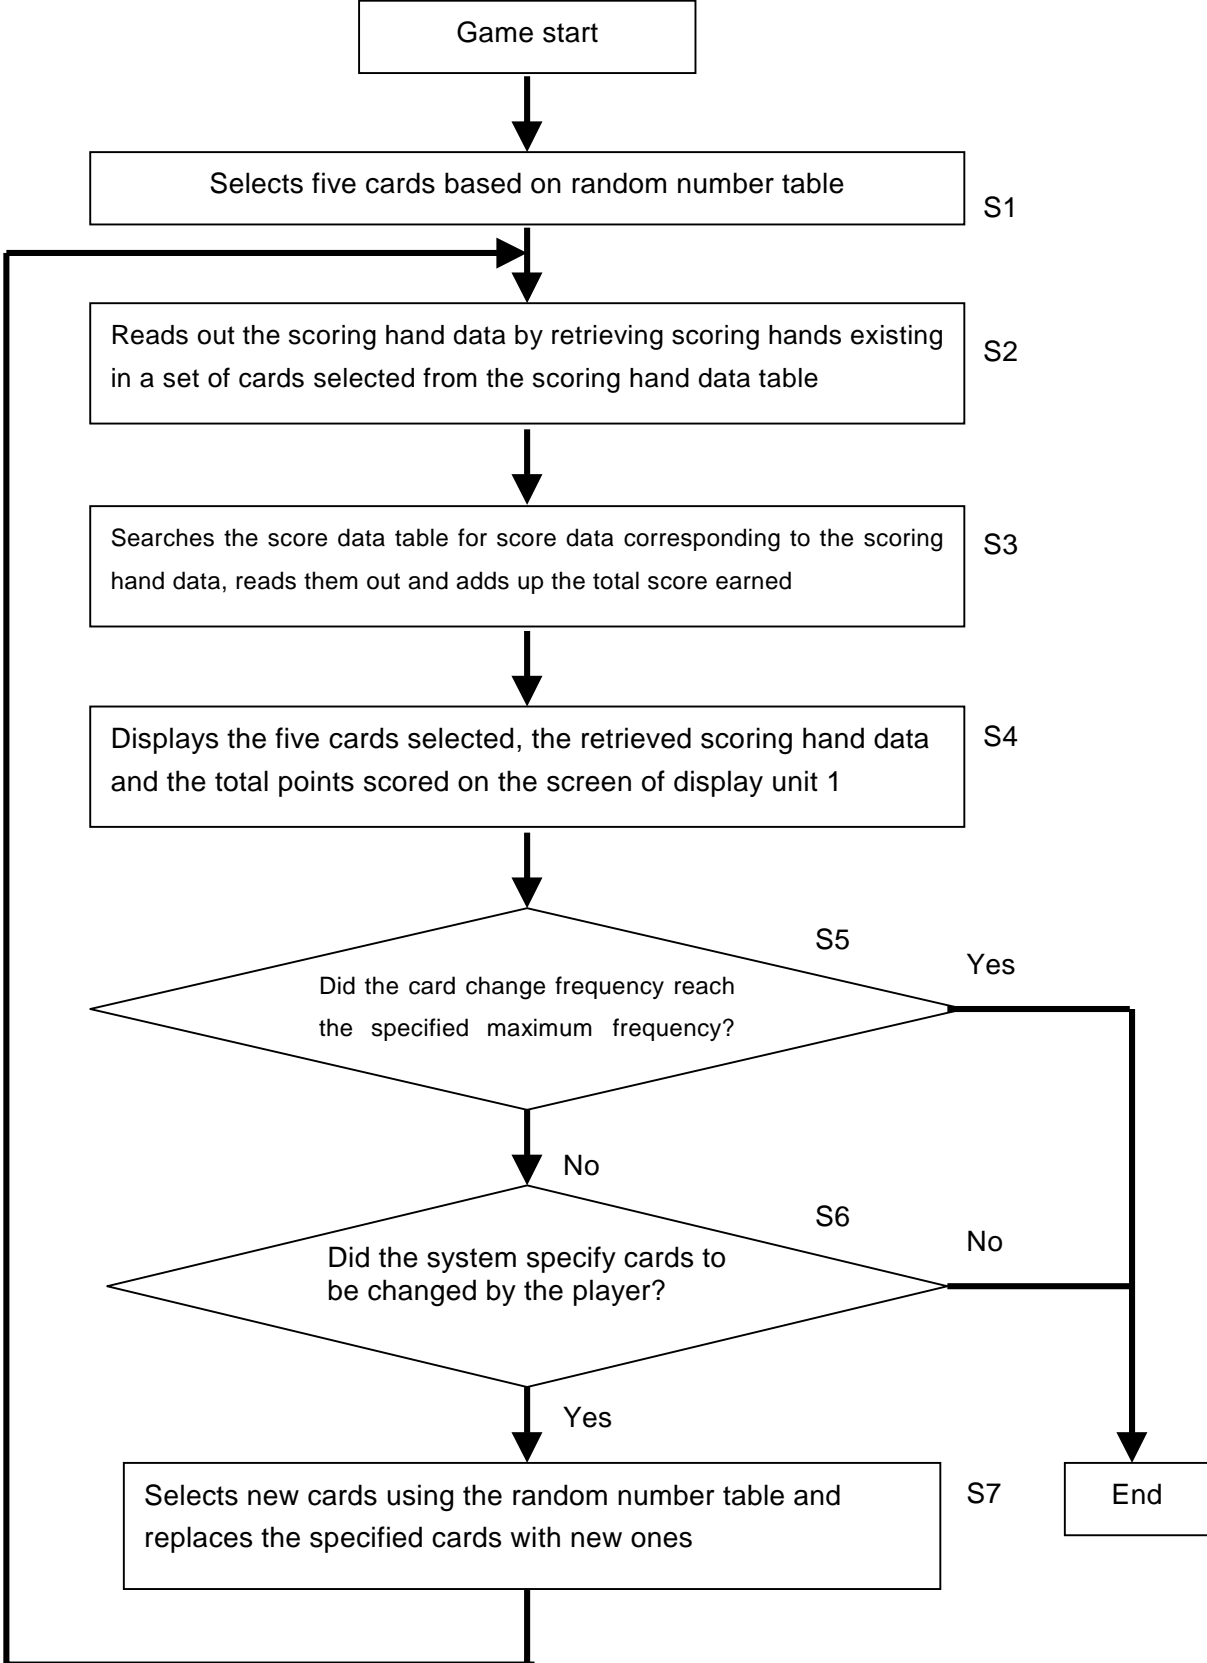 Game start
Selects five cards based on random number table
S1
Reads out the scoring hand data by retrieving scoring hands existing
in a set of cards selected from the scoring hand data table
S2
Searches the score data table for score data corresponding to the scoring
hand data, reads them out and adds up the total score earned
S3
Displays the five cards selected, the retrieved scoring hand data
and the total points scored on the screen of display unit 1
S4
S5
Yes
Did the card change frequency reach
the specified maximum frequency?
No
S6
No
Did the system specify cards to
be changed by the player?
Yes
Selects new cards using the random number table and
replaces the specified cards with new ones
S7
End